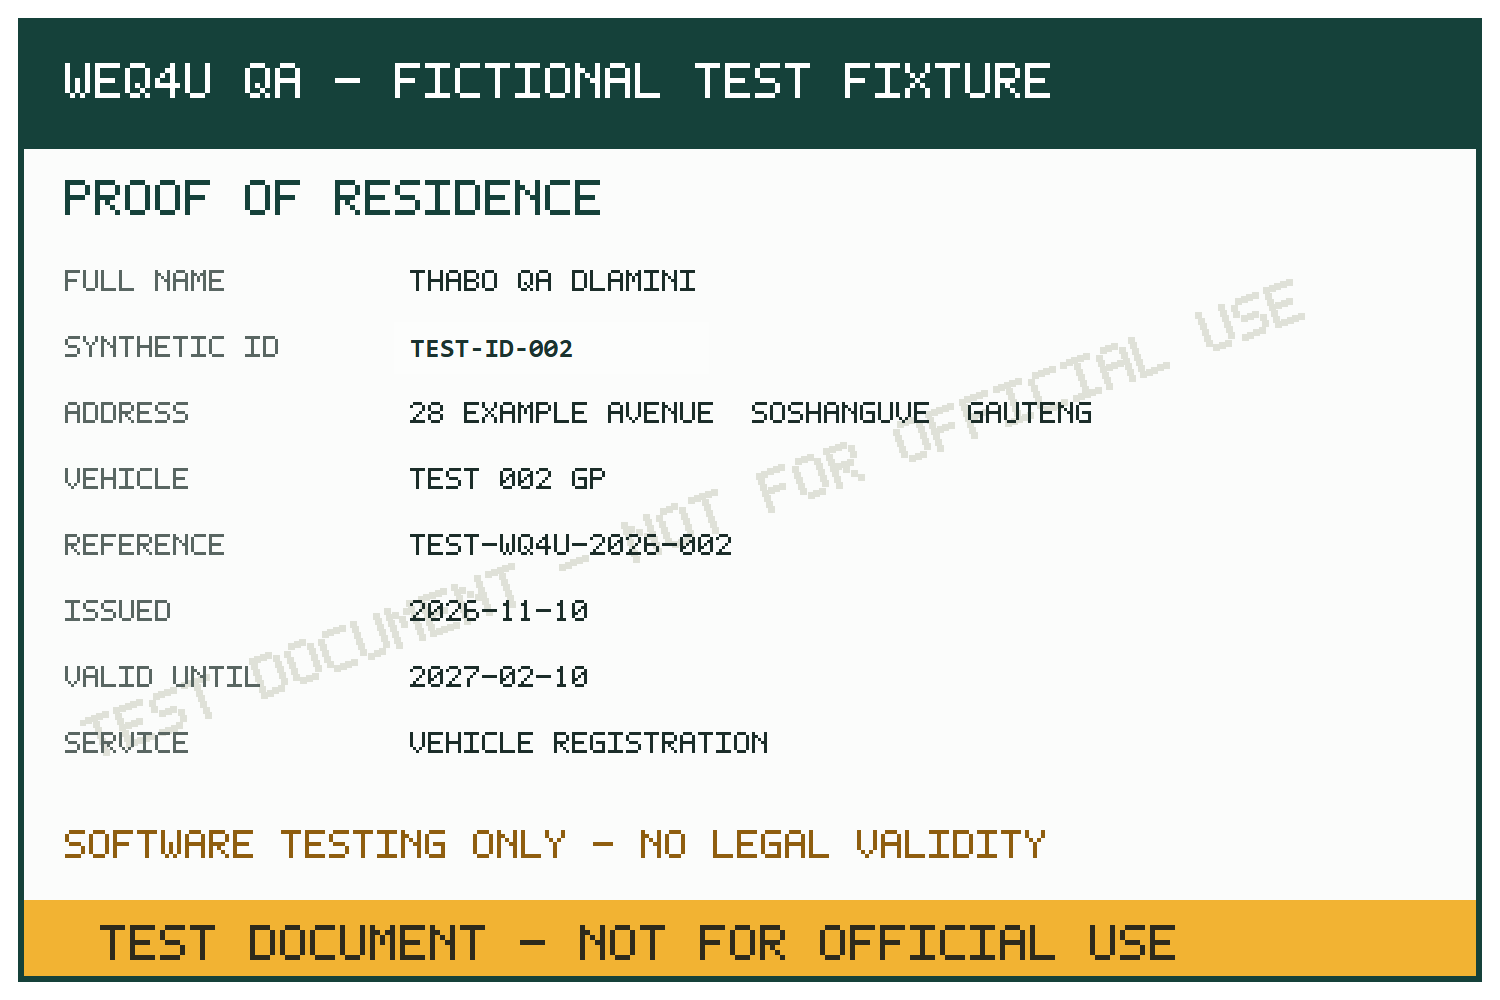 WEQ4U QA - FICTIONAL TEST FIXTURE
PROOF OF RESIDENCE
FULL NAME THABO QA DLAMINI
SYNTHETIC ID TEST-ID-002
ADDRESS 28 EXAMPLE AVENUE SOSHANGUVE GAUTENG
VEHICLE TEST 002 GP
REFERENCE TEST-WQ4U-2026-002
ISSUED 2026-11-10
VALID UNTIL 2027-02-10
SERVICE VEHICLE REGISTRATION
TEST DOCUMENT - NOT FOR OFFICIAL USE
SOFTWARE TESTING ONLY - NO LEGAL VALIDITY
TEST DOCUMENT - NOT FOR OFFICIAL USE